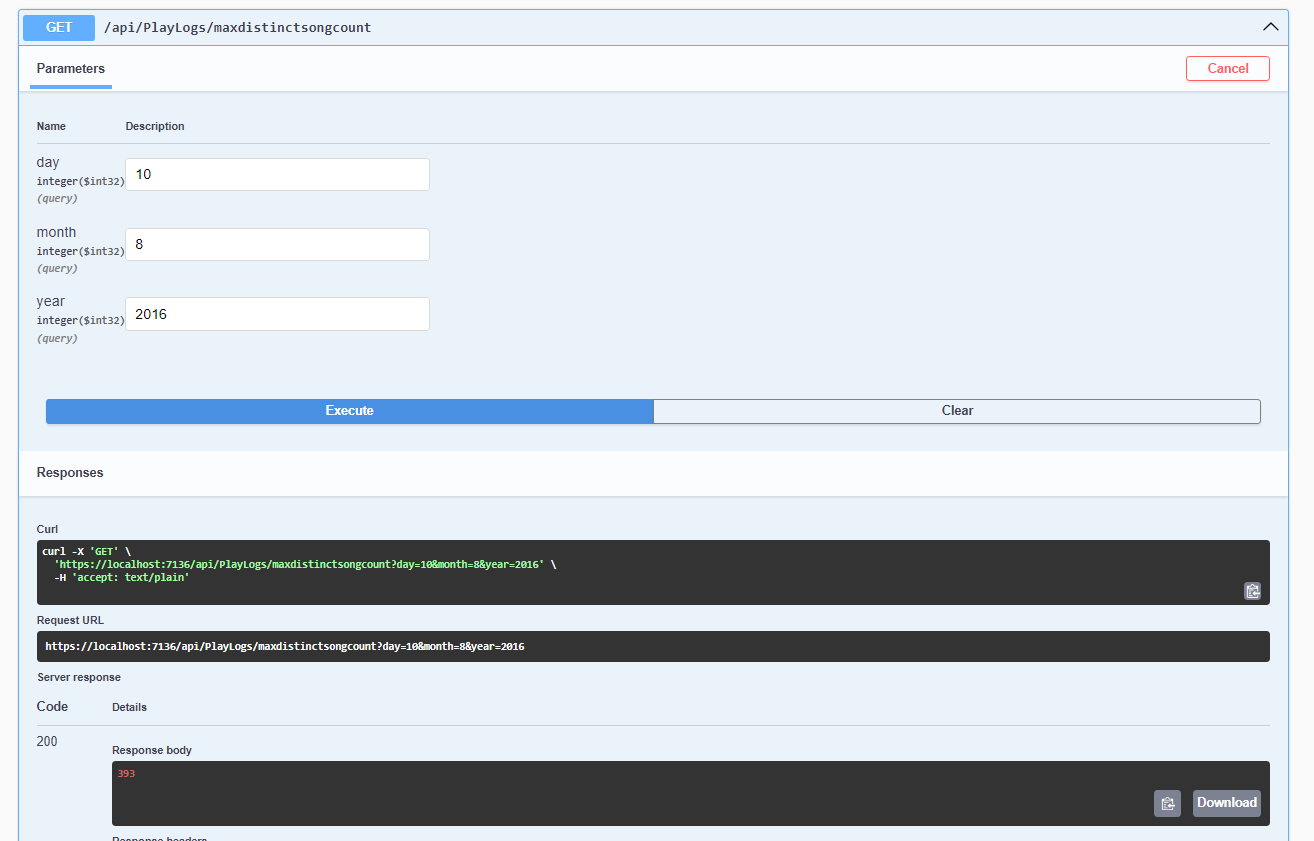 GET /api/PlayLogs/maxdistinctsongcount
Parameters
Cancel
Name Description
day
integer($int32)
(query)
10
month
integer($int32)
(query)
8
year
integer($int32)
(query)
2016
Execute Clear
Responses
Curl
curl -X 'GET' \
'https://localhost:7136/api/PlayLogs/maxdistinctsongcount?day=10&month=8&year=2016' \
-H 'accept: text/plain'
Request URL
https://localhost:7136/api/PlayLogs/maxdistinctsongcount?day=10&month=8&year=2016
Server response
Code Details
200
Response body
393
Download
Response headers